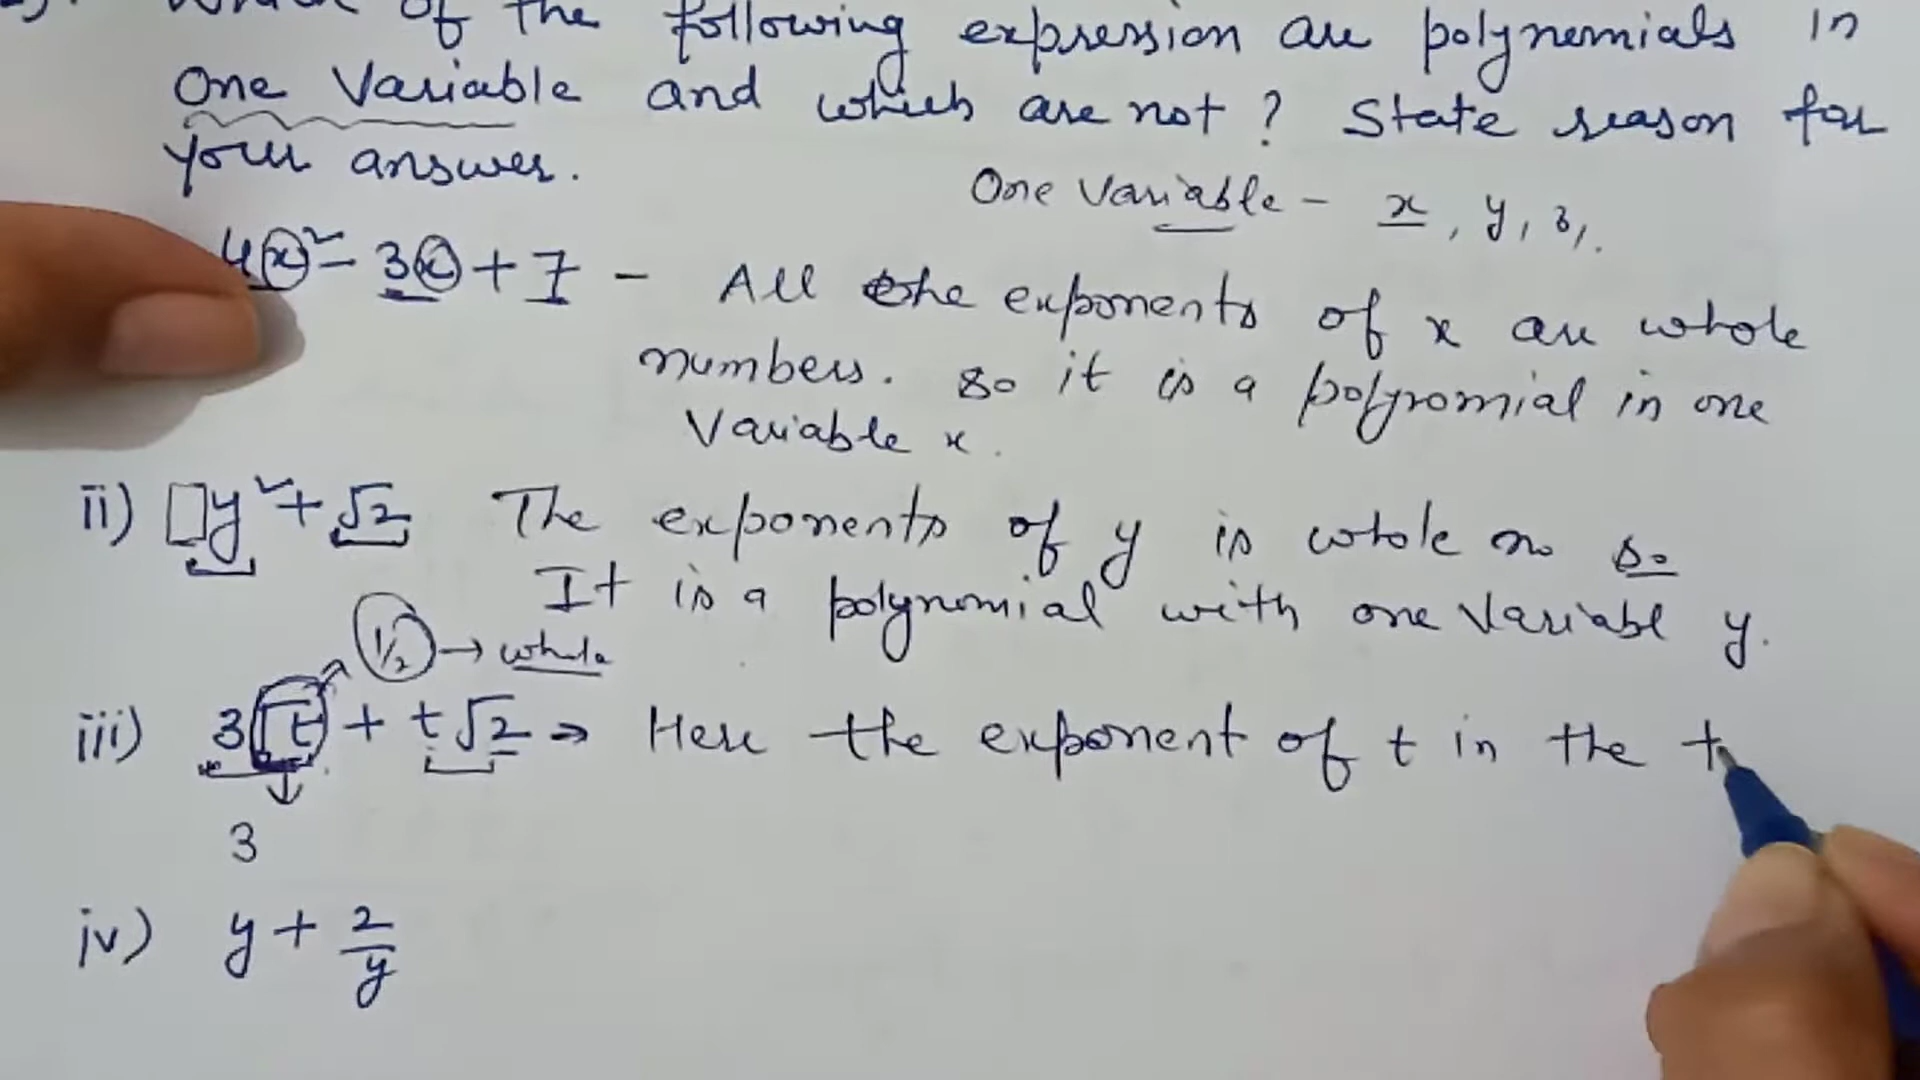 of the following expression are polynomials in
One Variable and which are not? State reason for
your answer.
One Variable - x, y, z,.
4x² - 3x + 7 - All the exponents of x are whole
numbers. so it is a polynomial in one
Variable x.
ii) y² + √2 The exponents of y is whole no so
It is a polynomial with one Variabl y.
1/2 → whole
iii) 3√t + t√2 → Here the exponent of t in the t
3
iv) y + 2/y